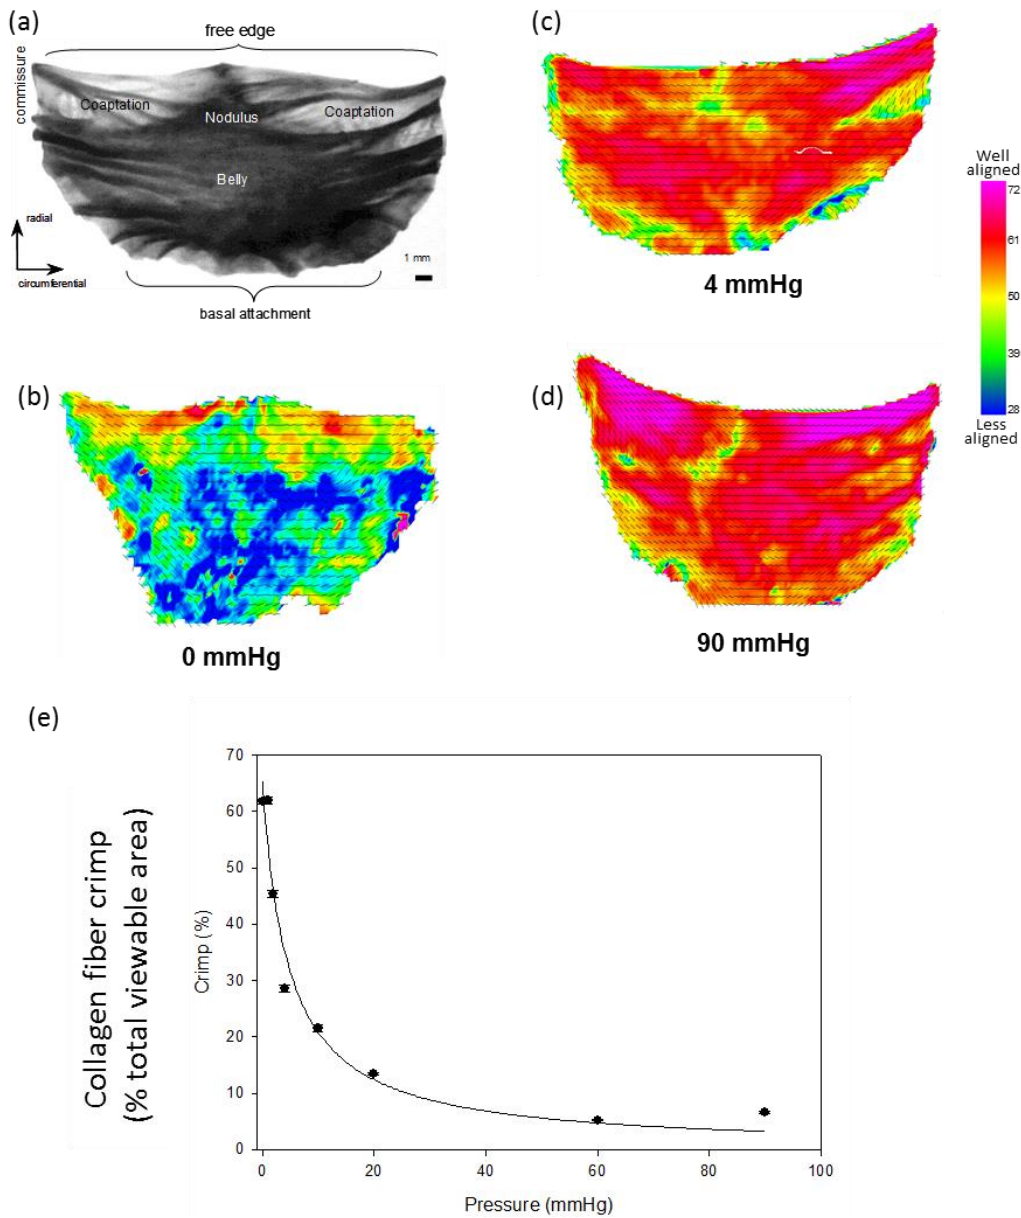 (a)
free edge
commissure
Coaptation
Nodulus
Coaptation
Belly
radial
circumferential
1 mm
basal attachment
(c)
4 mmHg
Well
aligned
72
61
50
39
28
Less
aligned
(b)
0 mmHg
(d)
90 mmHg
(e)
Collagen fiber crimp
(% total viewable area)
Crimp (%)
70
60
50
40
30
20
10
0
0 20 40 60 80 100
Pressure (mmHg)